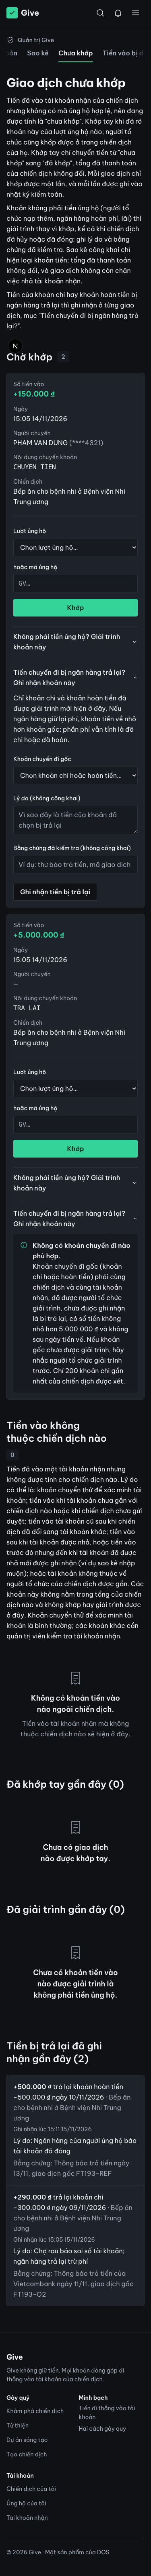 Give
Quản trị Give
Sao kê
Chưa khớp
Tiền vào bị
Giao dịch chưa khớp
Tiền đã vào tài khoản nhận của chiến dịch
nhưng không có mã nào hệ thống hợp lệ, nên đang
được ghi nhận là "chưa khớp". Khớp tay khi đã rõ
khoản này của lượt ủng hộ nào; người tổ chức
của chiến dịch cũng khớp được trong trang của
họ. Khớp tay chỉ chuyển tiền từ "chưa
khớp" sang "đã khớp", không làm thay đổi tổng
của chiến dịch. Mỗi giao dịch chỉ
khớp được một lần, và mỗi lần được ghi vào
nhật ký kiểm toán.
Khoản không phải tiền ủng hộ (người tổ chức
nộp thêm, ngân hàng hoàn phí, lãi) thì
giải trình thay vì khớp, kể cả khi chiến dịch
đã huỷ hoặc đã đóng: ghi lý do và bằng
chứng đã kiểm tra. Sao kê công khai chỉ
hiện loại khoản tiền; tổng đã tính thành
không đổi, và giao dịch không còn chặn
việc mở tài khoản nhận.
Tiền của khoản chi hay khoản hoàn tiền bị
ngân hàng trả lại thì ghi nhận ở từng giao
dịch, mục "Tiền chuyển đi bị ngân hàng trả
lại?".
N
Chờ khớp
2
Số tiền vào
+150.000 ₫
Ngày
15:05 14/11/2026
Người chuyển
PHAM VAN DUNG (****4321)
Nội dung chuyển khoản
CHUYEN TIEN
Chiến dịch
Bếp ăn cho bệnh nhi ở Bệnh viện Nhi
Trung ương
Lượt ủng hộ
Chọn lượt ủng hộ...
hoặc mã ủng hộ
GV…
Khớp
Không phải tiền ủng hộ? Giải trình
khoản này
Tiền chuyển đi bị ngân hàng trả lại?
Ghi nhận khoản này
Chỉ khoản chi và khoản hoàn tiền đã
được giải trình mới hiện ở đây. Nếu
ngân hàng giữ lại phí, khoản tiền về nhỏ
hơn khoản gốc; phần phí vẫn tính là đã
chi hoặc đã hoàn.
Khoản chuyển đi gốc
Chọn khoản chi hoặc hoàn tiền...
Lý do (không công khai)
Vì sao đây là tiền của khoản đã
chọn bị trả lại
Bằng chứng đã kiểm tra (không công khai)
Ví dụ: thư báo trả tiền, mã giao dịch
Ghi nhận tiền bị trả lại
Số tiền vào
+5.000.000 ₫
Ngày
15:05 14/11/2026
Người chuyển
—
Nội dung chuyển khoản
TRA LAI
Chiến dịch
Bếp ăn cho bệnh nhi ở Bệnh viện Nhi
Trung ương
Lượt ủng hộ
Chọn lượt ủng hộ...
hoặc mã ủng hộ
GV…
Khớp
Không phải tiền ủng hộ? Giải trình
khoản này
Tiền chuyển đi bị ngân hàng trả lại?
Ghi nhận khoản này
Không có khoản chuyển đi nào
phù hợp.
Khoản chuyển đi gốc (khoản
chi hoặc hoàn tiền) phải cùng
chiến dịch và cùng tài khoản
nhận, đã được người tổ chức
giải trình, chưa được ghi nhận
là bị trả lại, có số tiền không
nhỏ hơn 5.000.000 ₫ và không
sau ngày tiền về. Nếu khoản
gốc chưa được giải trình, hãy
nhắc người tổ chức giải trình
trước. Chỉ 200 khoản chi gần
nhất của chiến dịch được xét.
Tiền vào không
thuộc chiến dịch nào
0
Tiền đã vào một tài khoản nhận nhưng
không được tính cho chiến dịch nào. Lý do
có thể là: khoản chuyển thử để xác minh tài
khoản; tiền vào khi tài khoản chưa gắn với
chiến dịch nào hoặc khi chiến dịch chưa gửi
duyệt; tiền vào tài khoản cũ sau khi chiến
dịch đã đổi sang tài khoản khác; tiền vào
sau khi tài khoản được nhả, hoặc tiền vào
trước đó nhưng đến khi tài khoản đã được
nhả mới được ghi nhận (ví dụ sao kê nhập
muộn); hoặc tài khoản không thuộc về
người tổ chức của chiến dịch được chọn. Các
khoản này không nằm trong tổng của chiến
dịch nào và không khớp hay giải trình được
ở đây. Khoản chuyển thử để xác minh tài
khoản là bình thường; các khoản khác cần
quản trị viên kiểm tra tài khoản nhận.
Không có khoản tiền vào
nào ngoài chiến dịch.
Tiền vào tài khoản nhận mà không
thuộc chiến dịch nào sẽ hiện ở đây.
Đã khớp tay gần đây (0)
Chưa có giao dịch
nào được khớp tay.
Đã giải trình gần đây (0)
Chưa có khoản tiền vào
nào được giải trình là
không phải tiền ủng hộ.
Tiền bị trả lại đã ghi
nhận gần đây (2)
+500.000 ₫ trả lại khoản hoàn tiền
−500.000 ₫ ngày 10/11/2026 · Bếp ăn
cho bệnh nhi ở Bệnh viện Nhi Trung
ương
Ghi nhận lúc 15:11 15/11/2026
Lý do: Ngân hàng của người ủng hộ báo
tài khoản đã đóng
Bằng chứng: Thông báo trả tiền ngày
13/11, giao dịch gốc FT193-REF
+290.000 ₫ trả lại khoản chi
−300.000 ₫ ngày 09/11/2026 · Bếp ăn
cho bệnh nhi ở Bệnh viện Nhi Trung
ương
Ghi nhận lúc 15:05 15/11/2026
Lý do: Chợ rau báo sai số tài khoản;
ngân hàng trả lại trừ phí
Bằng chứng: Thông báo trả tiền của
Vietcombank ngày 11/11, giao dịch gốc
FT193-O2
Give
Give không giữ tiền. Mọi khoản đóng góp đi
thẳng vào tài khoản của chiến dịch.
Gây quỹ
Khám phá chiến dịch
Từ thiện
Dự án sáng tạo
Tạo chiến dịch
Minh bạch
Tiền đi thẳng vào tài
khoản
Hai cách gây quỹ
Tài khoản
Chiến dịch của tôi
Ủng hộ của tôi
Tài khoản nhận
© 2026 Give · Một sản phẩm của DOS